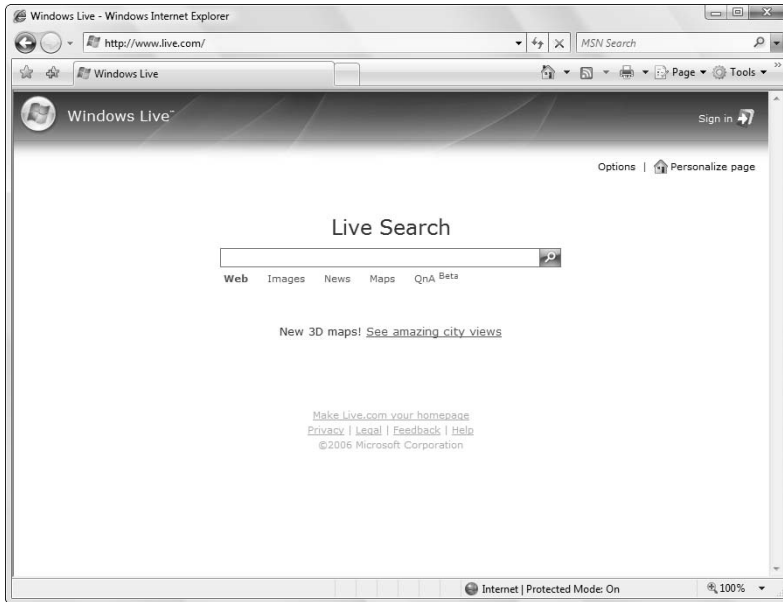 Windows Live - Windows Internet Explorer
http://www.live.com/
MSN Search
Windows Live
Page
Tools
Windows Live™
Sign in
Options | Personalize page
Live Search
Web Images News Maps QnA Beta
New 3D maps! See amazing city views
Make Live.com your homepage
Privacy | Legal | Feedback | Help
©2006 Microsoft Corporation
Internet | Protected Mode: On
100%